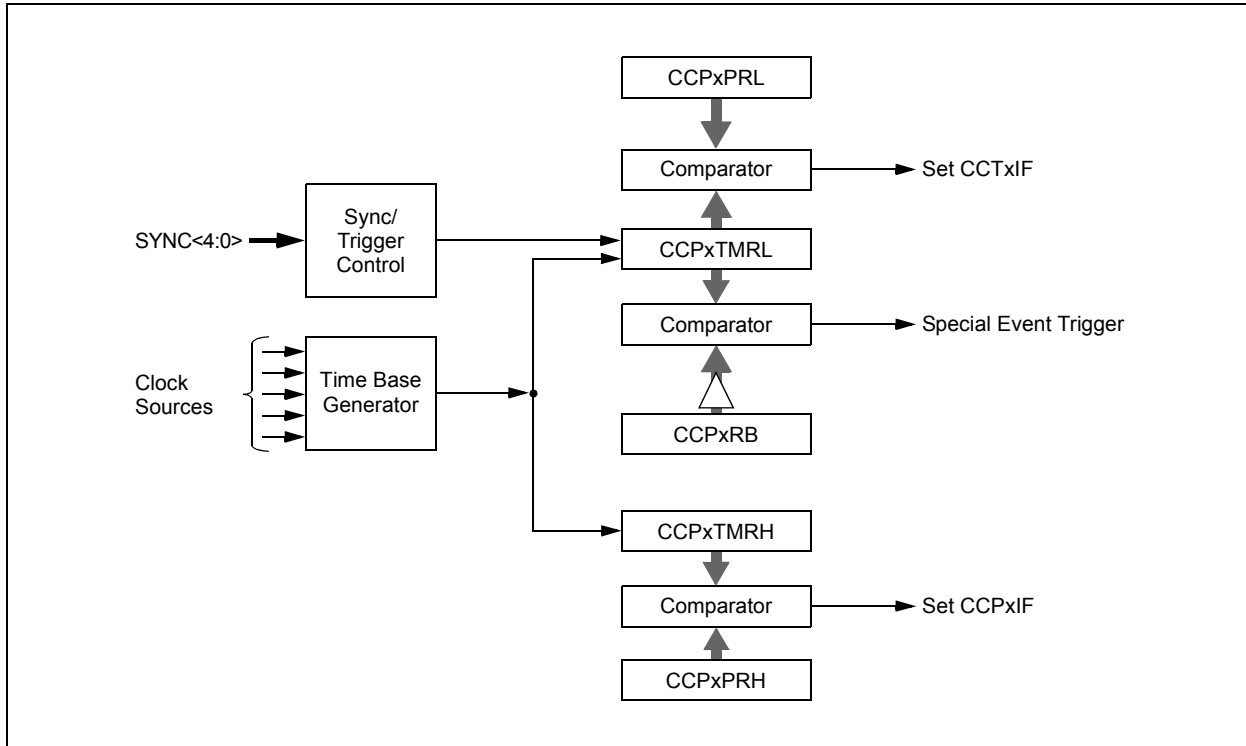 CCPxPRL
Comparator
Set CCTxIF
SYNC<4:0>
Sync/
Trigger
Control
CCPxTMRL
Comparator
Special Event Trigger
Clock
Sources
Time Base
Generator
CCPxRB
CCPxTMRH
Comparator
Set CCPxIF
CCPxPRH